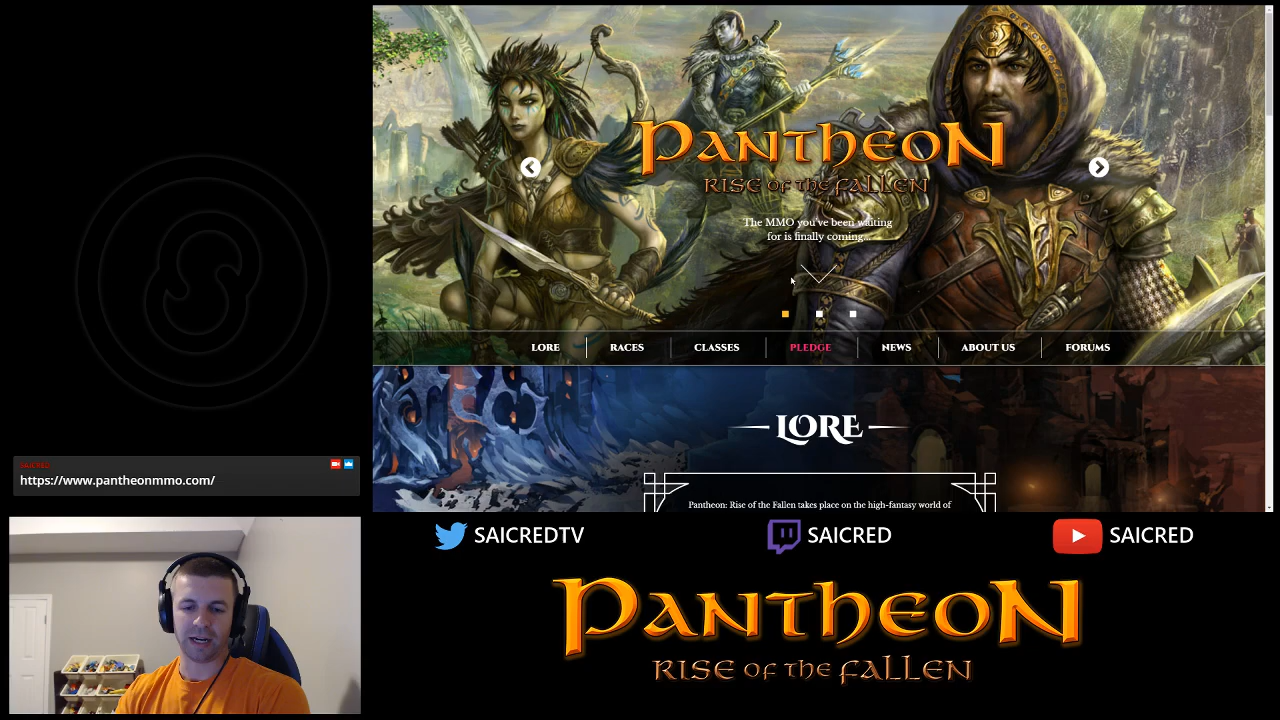 PANTHEON
RISE OF THE FALLEN
The MMO you've been waiting
for is finally coming...
LORE
RACES
CLASSES
PLEDGE
NEWS
ABOUT US
FORUMS
LORE
Pantheon: Rise of the Fallen takes place on the high-fantasy world of
SAICRED
https://www.pantheonmmo.com/
SAICREDTV
SAICRED
SAICRED
PANTHEON
RISE OF THE FALLEN